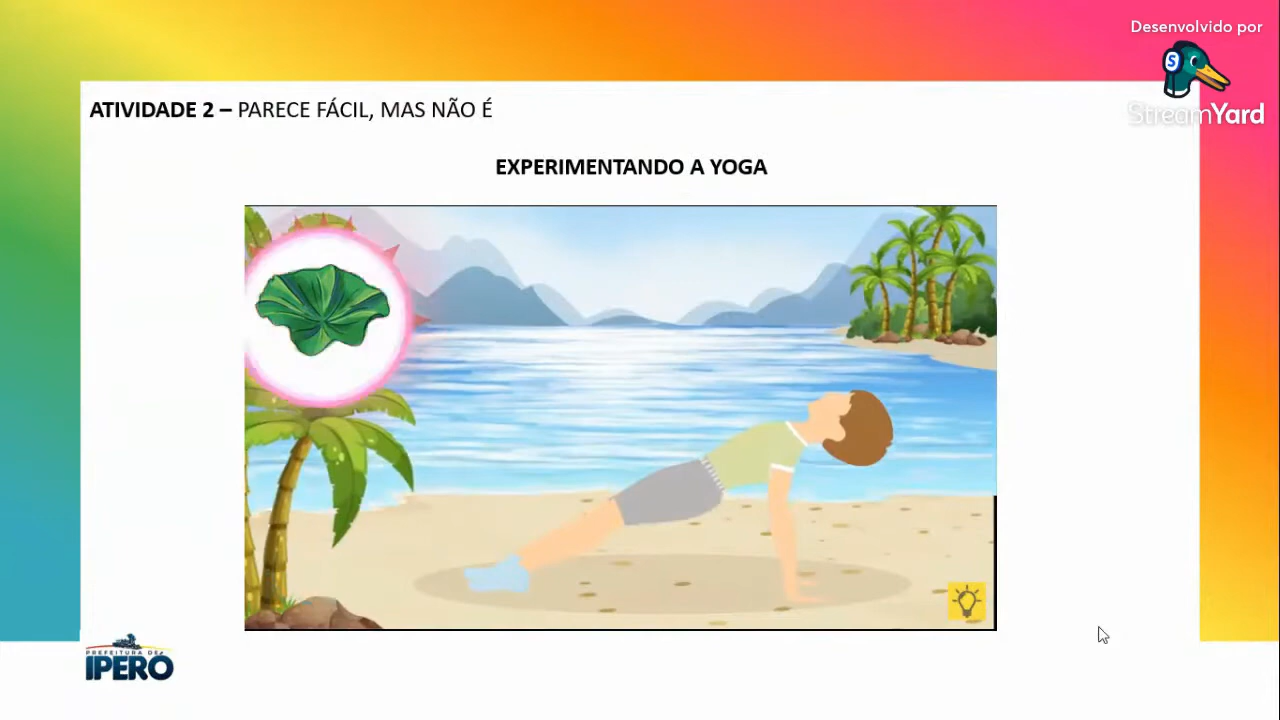 Desenvolvido por
StreamYard
ATIVIDADE 2 – PARECE FÁCIL, MAS NÃO É
EXPERIMENTANDO A YOGA
PREFEITURA DE
IPERÓ